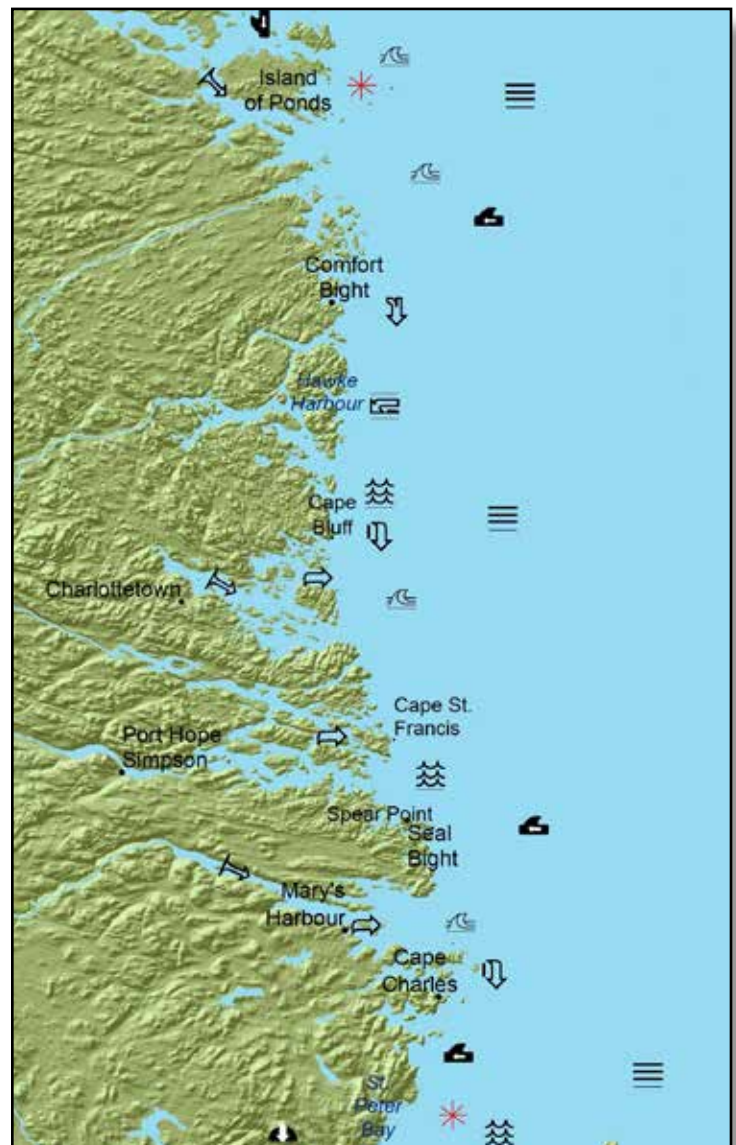 Island
of Ponds
Comfort
Bight
Hawke
Harbour
Cape
Bluff
Charlottetown
Cape St.
Francis
Port Hope
Simpson
Spear Point
Seal
Bight
Mary's
Harbour
Cape
Charles
St.
Peter
Bay